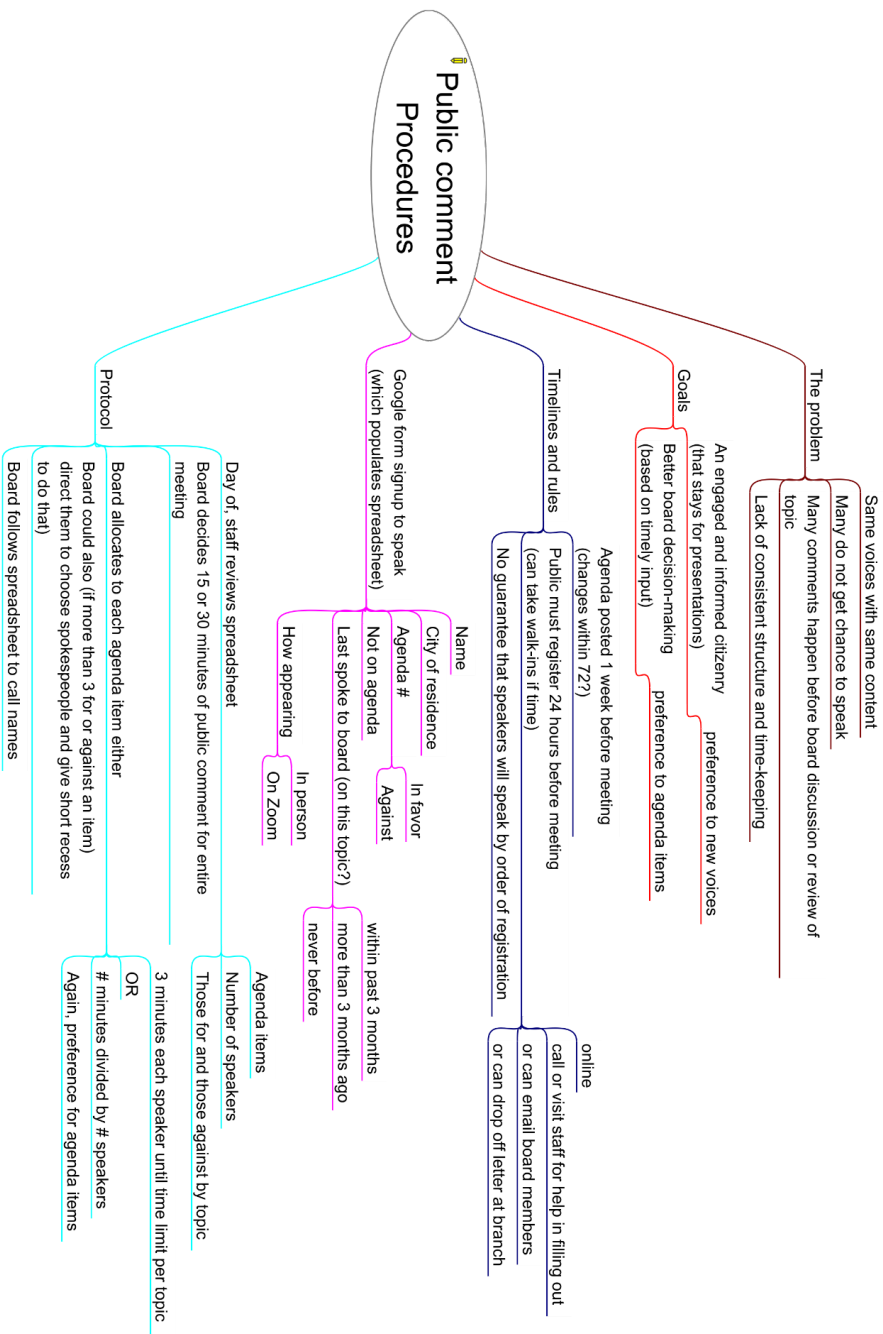 Public comment
Procedures
The problem
Same voices with same content
Many do not get chance to speak
Many comments happen before board discussion or review of
topic
Lack of consistent structure and time-keeping
Goals
An engaged and informed citizenry
(that stays for presentations)
preference to new voices
Better board decision-making
(based on timely input)
preference to agenda items
Timelines and rules
Agenda posted 1 week before meeting
(changes within 72?)
Public must register 24 hours before meeting
(can take walk-ins if time)
online
call or visit staff for help in filling out
or can email board members
or can drop off letter at branch
No guarantee that speakers will speak by order of registration
Google form signup to speak
(which populates spreadsheet)
Name
City of residence
Agenda #
In favor
Against
Not on agenda
Last spoke to board (on this topic?)
within past 3 months
more than 3 months ago
never before
How appearing
In person
On Zoom
Protocol
Day of, staff reviews spreadsheet
Agenda items
Number of speakers
Those for and those against by topic
Board decides 15 or 30 minutes of public comment for entire
meeting
Board allocates to each agenda item either
3 minutes each speaker until time limit per topic
OR
# minutes divided by # speakers
Again, preference for agenda items
Board could also (if more than 3 for or against an item)
direct them to choose spokespeople and give short recess
to do that)
Board follows spreadsheet to call names